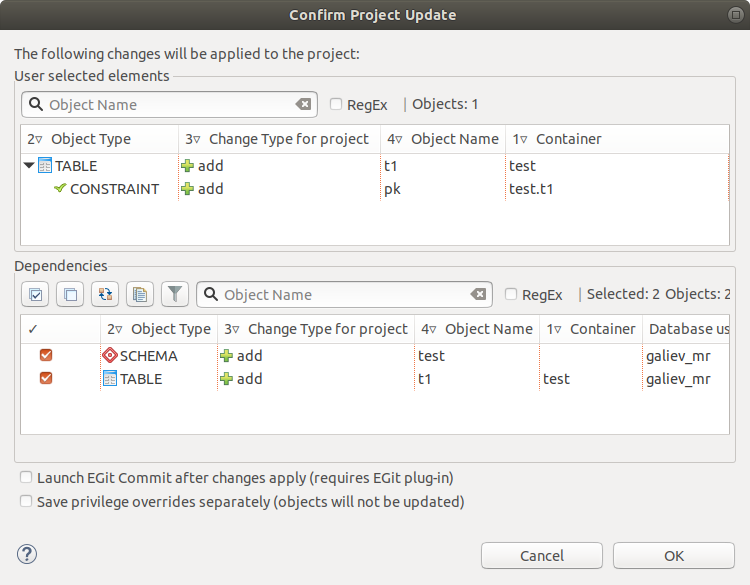 Confirm Project Update
The following changes will be applied to the project:
User selected elements
Object Name RegEx | Objects: 1
2 Object Type 3 Change Type for project 4 Object Name 1 Container
TABLE add t1 test
CONSTRAINT add pk test.t1
Dependencies
Object Name RegEx | Selected: 2 Objects: 2
2 Object Type 3 Change Type for project 4 Object Name 1 Container Database us
SCHEMA add test galiev_mr
TABLE add t1 test galiev_mr
Launch EGit Commit after changes apply (requires EGit plug-in)
Save privilege overrides separately (objects will not be updated)
? Cancel OK